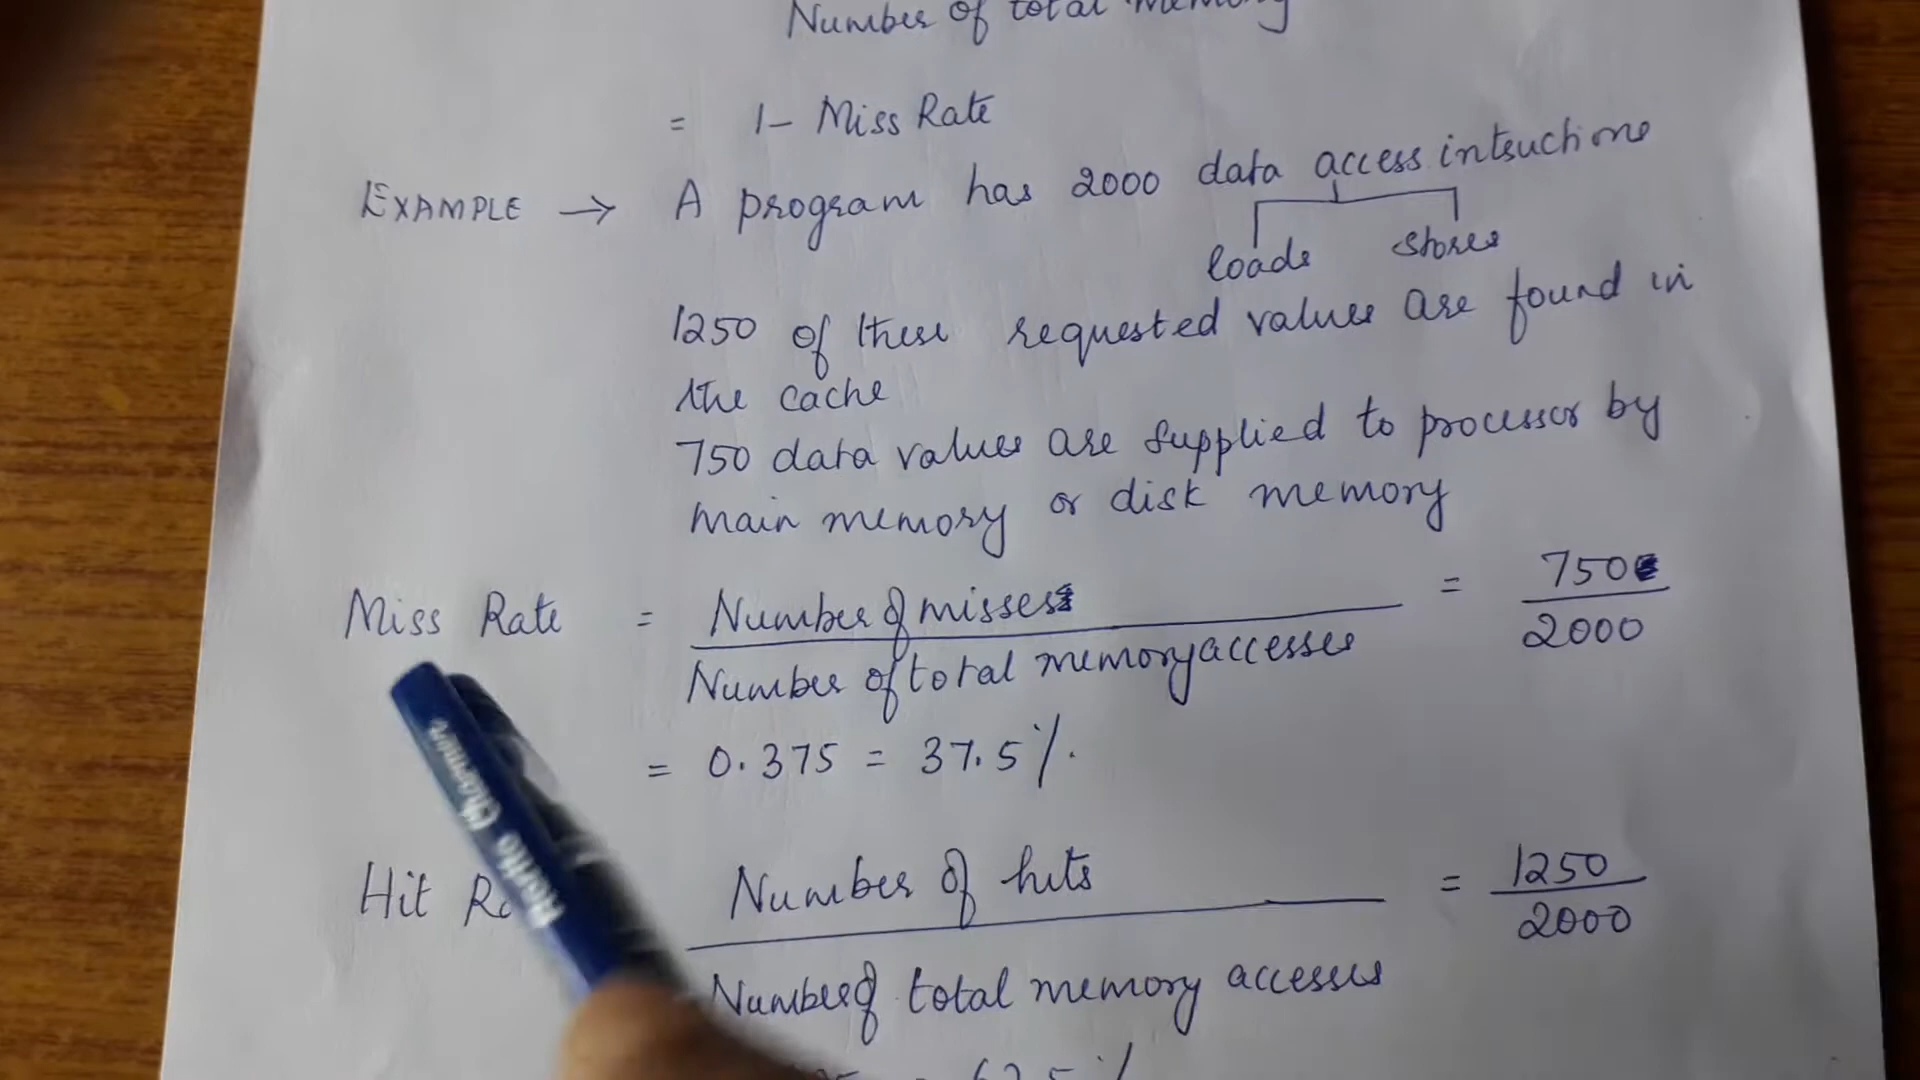 Number of total memory
= 1 - Miss Rate
EXAMPLE → A program has 2000 data access intsuctions
loads stores
1250 of these requested values are found in
the cache
750 data values are supplied to processor by
main memory or disk memory
Miss Rate = Number of misses = 750
Number of total memory accesses 2000
= 0.375 = 37.5%.
Hit Number of hits = 1250
Number of total memory accesses 2000